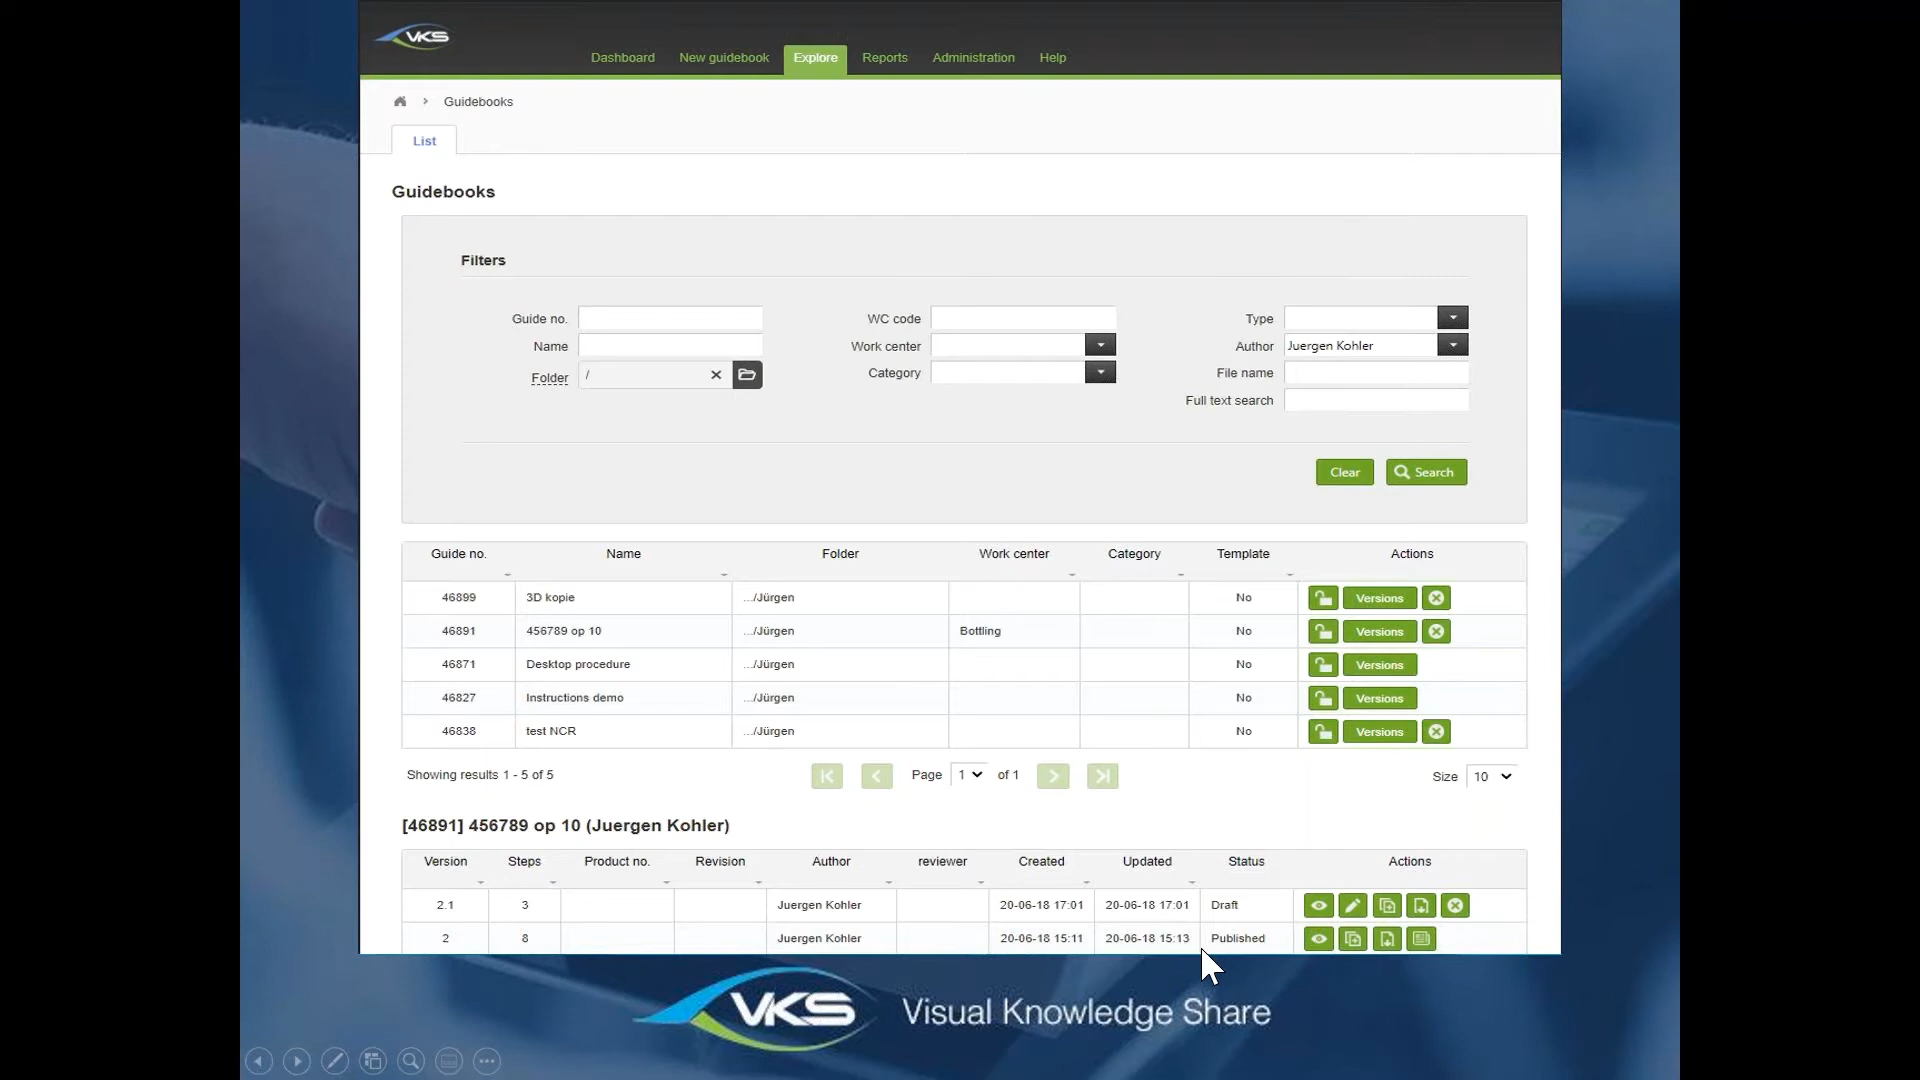 VKS
Dashboard New guidebook Explore Reports Administration Help
Guidebooks
List
Guidebooks
Filters
Guide no. WC code Type
Name Work center Author Juergen Kohler
Folder / Category File name
Full text search
Clear Search
Guide no. Name Folder Work center Category Template Actions
46899 3D kopie .../Jürgen No Versions
46891 456789 op 10 .../Jürgen Bottling No Versions
46871 Desktop procedure .../Jürgen No Versions
46827 Instructions demo .../Jürgen No Versions
46838 test NCR .../Jürgen No Versions
Showing results 1 - 5 of 5 Page 1 of 1 Size 10
[46891] 456789 op 10 (Juergen Kohler)
Version Steps Product no. Revision Author reviewer Created Updated Status Actions
2.1 3 Juergen Kohler 20-06-18 17:01 20-06-18 17:01 Draft
2 8 Juergen Kohler 20-06-18 15:11 20-06-18 15:13 Published
VKS Visual Knowledge Share